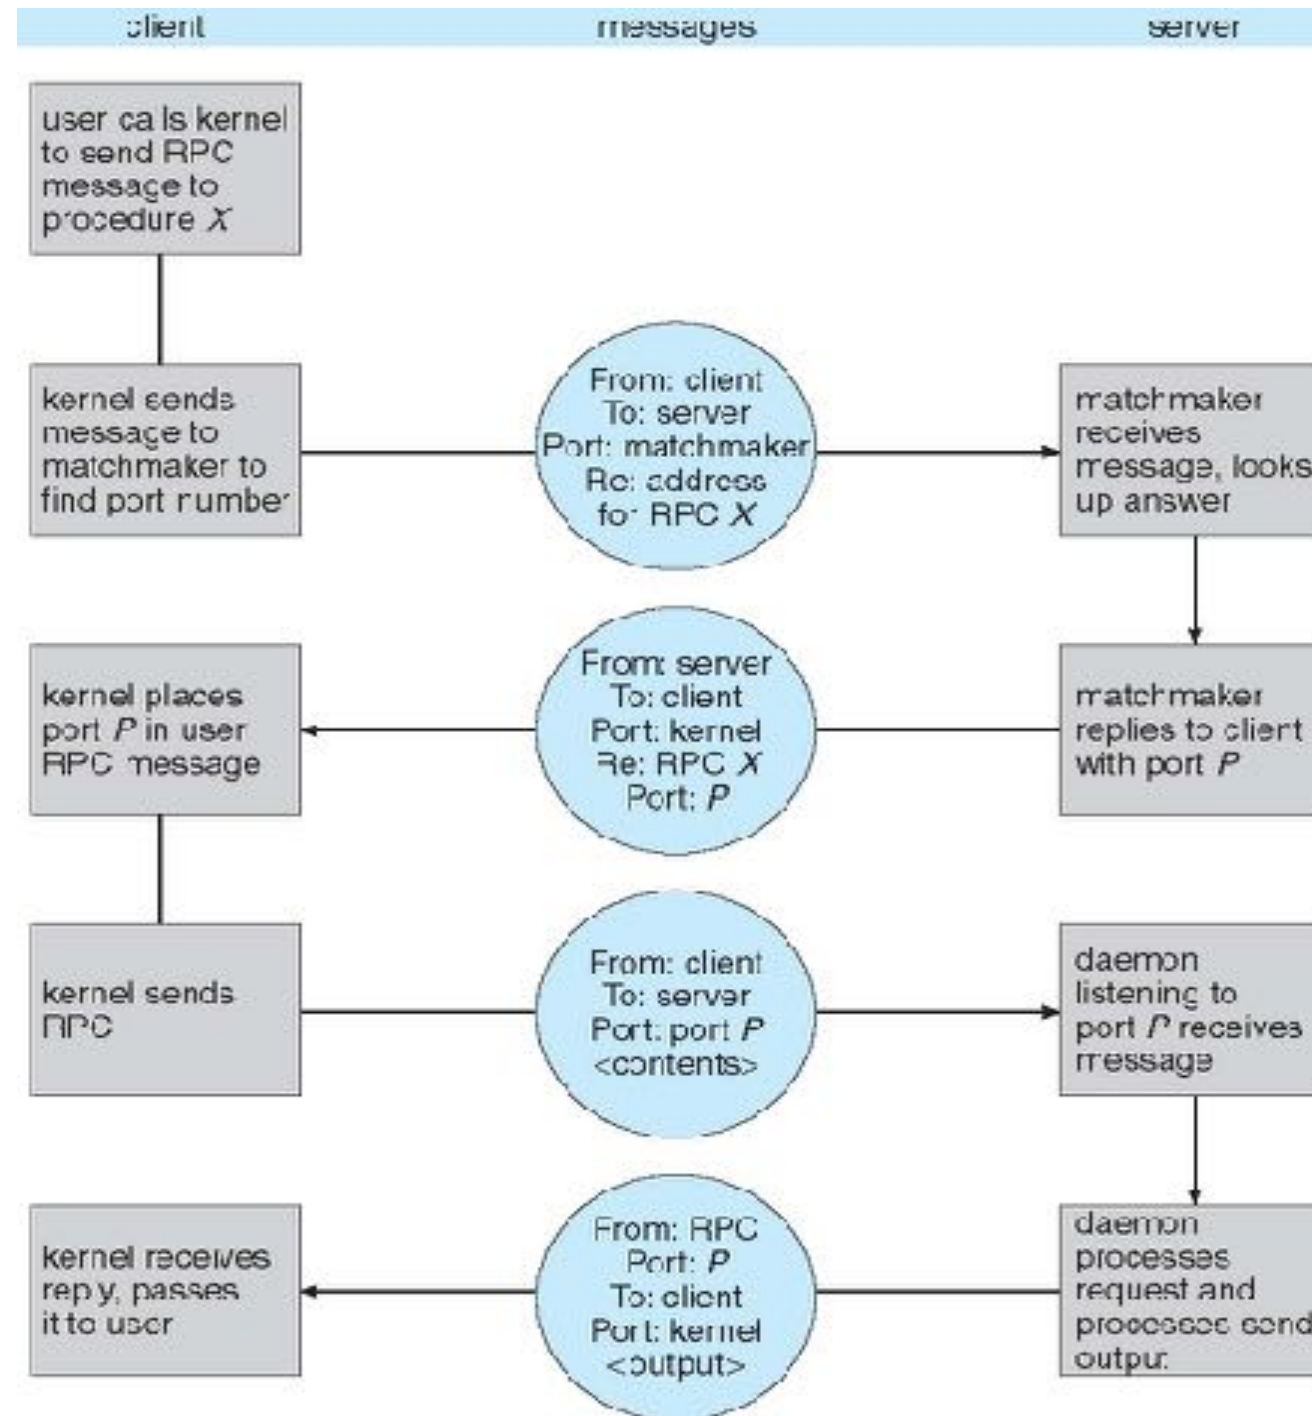 client
messages
server
user calls kernel
to send RPC
message to
procedure X
kernel sends
message to
matchmaker to
find port number
From: client
To: server
Port: matchmaker
Re: address
for RPC X
matchmaker
receives
message, looks
up answer
kernel places
port P in user
RPC message
From: server
To: client
Port: kernel
Re: RPC X
Port: P
matchmaker
replies to client
with port P
kernel sends
RPC
From: client
To: server
Port: port P
<contents>
daemon
listening to
port P receives
message
kernel receives
reply, passes
it to user
From: RPC
Port: P
To: client
Port: kernel
<output>
daemon
processes
request and
processes send
output